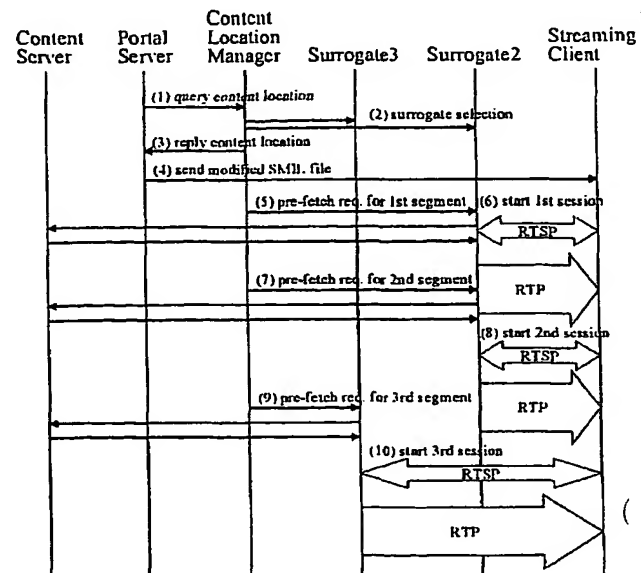 Content Server
Portal Server
Content Location Manager
Surrogate3
Surrogate2
Streaming Client
(1) query content location
(2) surrogate selection
(3) reply content location
(4) send modified SMIL file
(5) pre-fetch req. for 1st segment
(6) start 1st session
RTSP
(7) pre-fetch req. for 2nd segment
RTP
(8) start 2nd session
RTSP
(9) pre-fetch req. for 3rd segment
RTP
(10) start 3rd session
RTSP
RTP
(